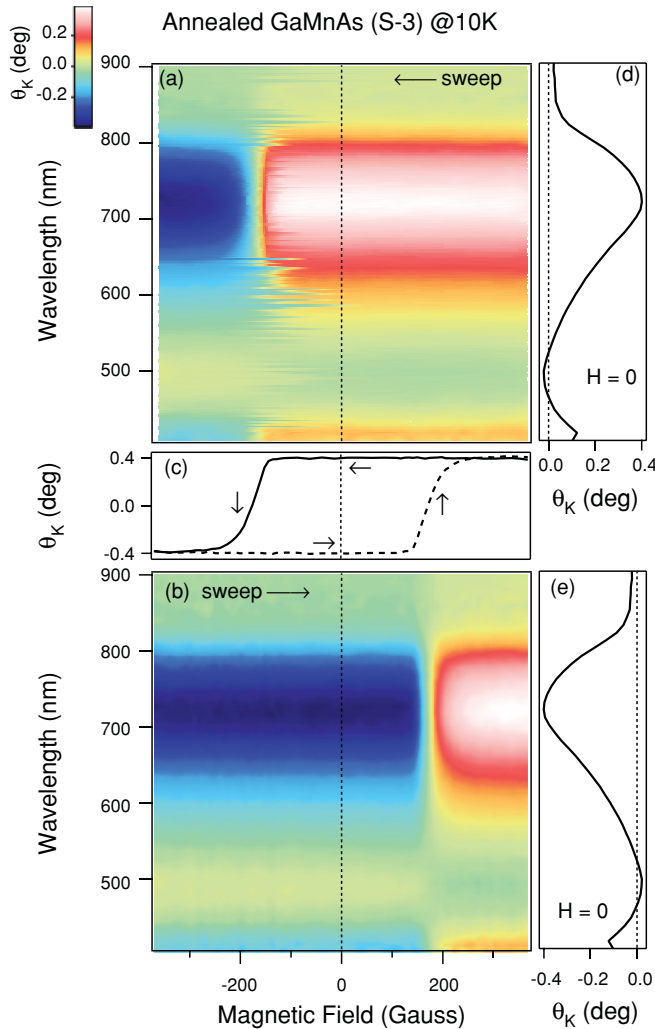 Annealed GaMnAs (S-3) @10K
θK (deg)
0.2
0.0
-0.2
(a)
← sweep
(d)
Wavelength (nm)
900
800
700
600
500
H = 0
0.0
0.4
θK (deg)
(c)
θK (deg)
0.4
0.0
-0.4
(b)
sweep →
(e)
Wavelength (nm)
900
800
700
600
500
H = 0
-200
0
200
Magnetic Field (Gauss)
-0.4
-0.2
0.0
θK (deg)